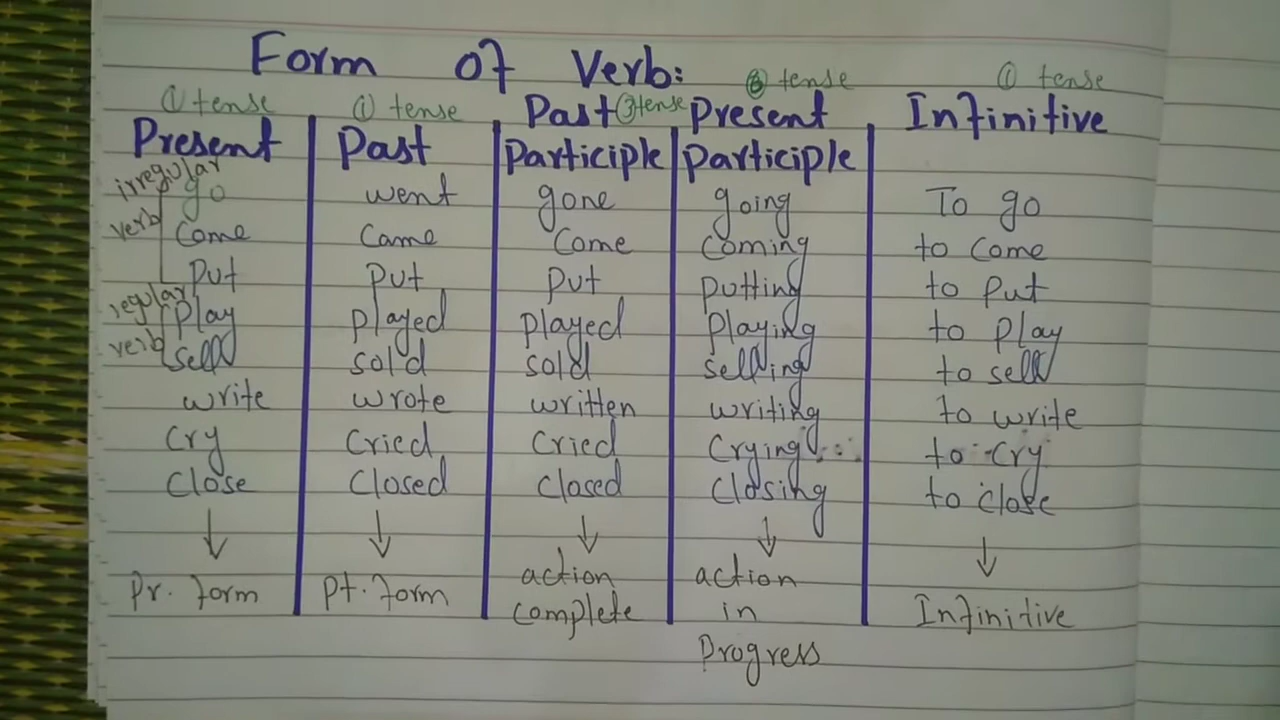 Form of Verb:
① tense ① tense ③ tense ③ tense ① tense
Present Past Past Participle Present Participle Infinitive
irregular verb
go went gone going To go
Come Came Come Coming to Come
Put Put Put Putting to Put
regular verb
Play Played Played Playing to Play
sell sold sold selling to sell
write wrote written writing to write
Cry Cried Cried Crying to Cry
Close Closed Closed Closing to Close
↓ ↓ ↓ ↓ ↓
Pr. form Pt. form action complete action in Progress Infinitive